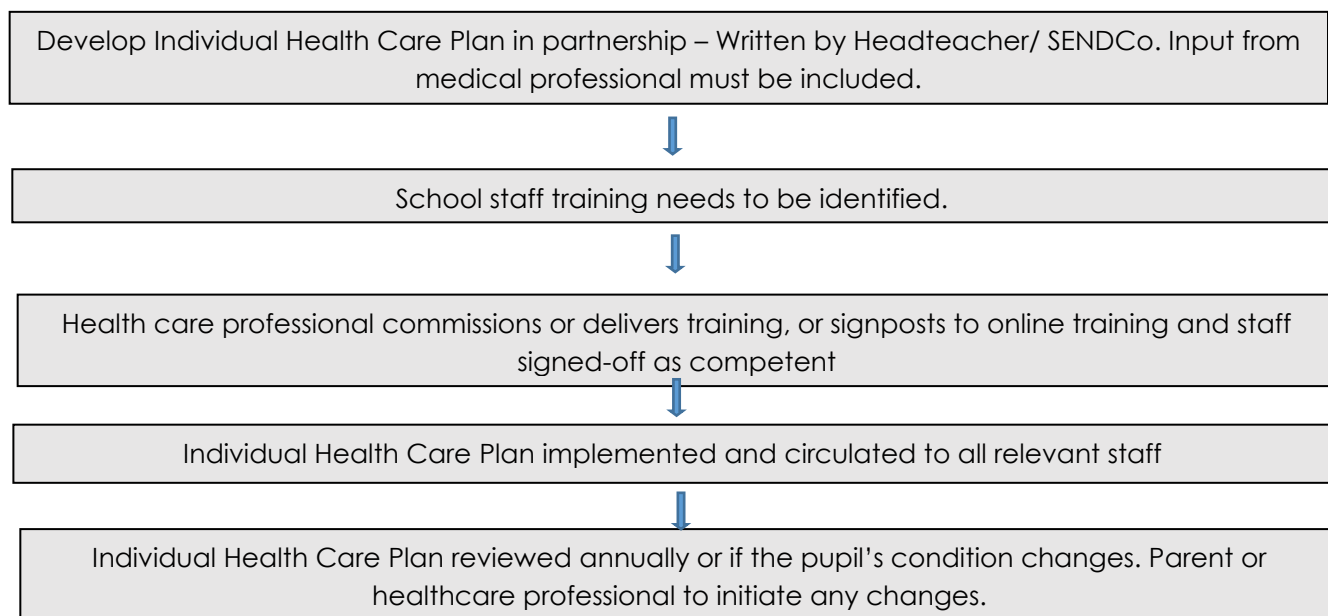 Develop Individual Health Care Plan in partnership – Written by Headteacher/ SENDCo. Input from
medical professional must be included.
School staff training needs to be identified.
Health care professional commissions or delivers training, or signposts to online training and staff
signed-off as competent
Individual Health Care Plan implemented and circulated to all relevant staff
Individual Health Care Plan reviewed annually or if the pupil’s condition changes. Parent or
healthcare professional to initiate any changes.